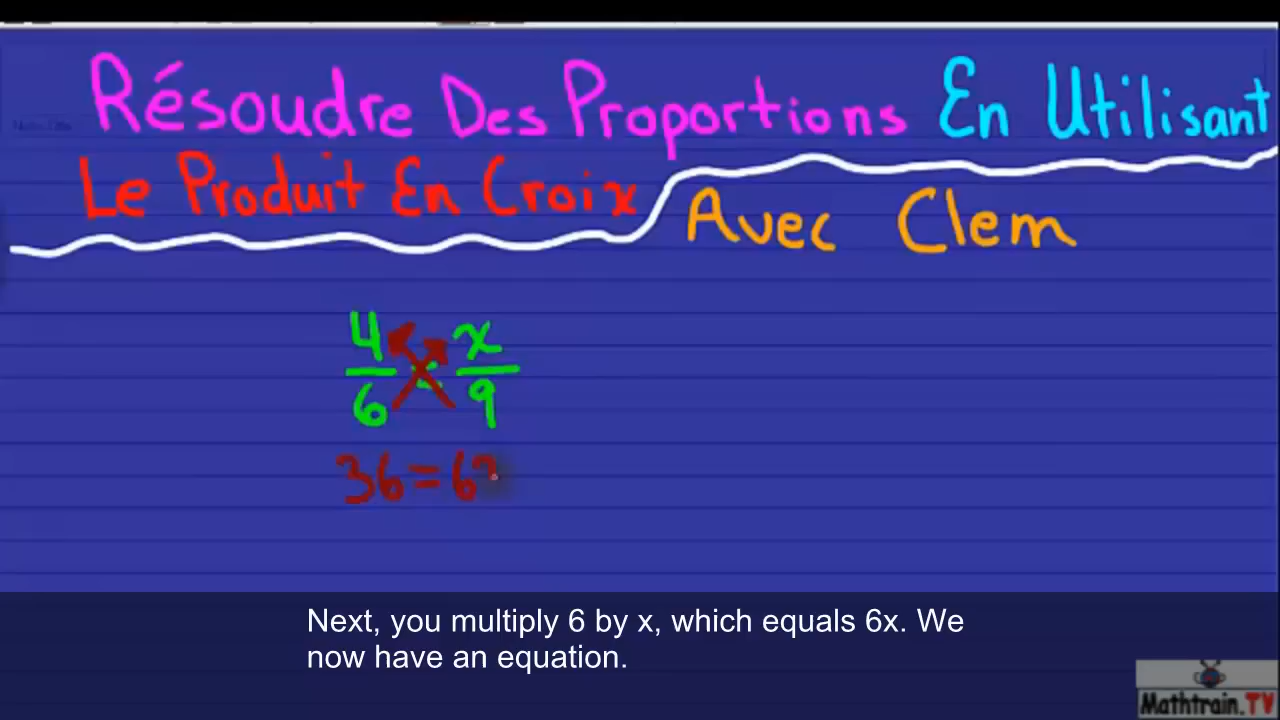 Résoudre Des Proportions En Utilisant
Le Produit En Croix
Avec Clem
4 x
6 = 9
36=6x
Next, you multiply 6 by x, which equals 6x. We
now have an equation.
Mathtrain.TV